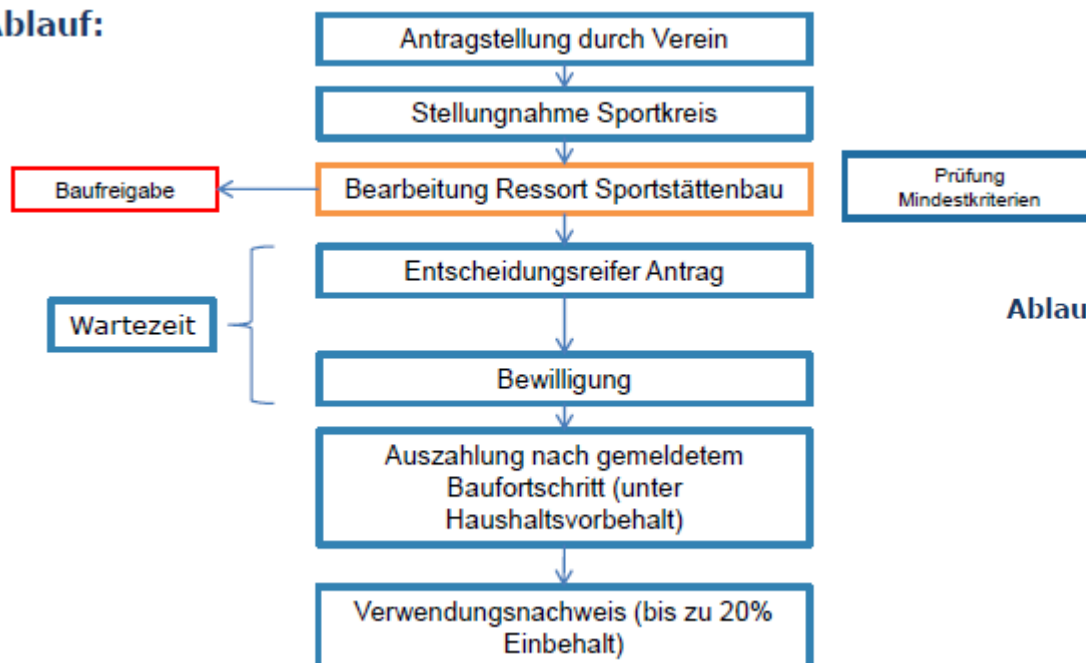 Ablauf:
Antragstellung durch Verein
Stellungnahme Sportkreis
Baufreigabe
Bearbeitung Ressort Sportstättenbau
Prüfung
Mindestkriterien
Entscheidungsreifer Antrag
Wartezeit
Ablau
Bewilligung
Auszahlung nach gemeldetem
Baufortschritt (unter
Haushaltsvorbehalt)
Verwendungsnachweis (bis zu 20%
Einbehalt)